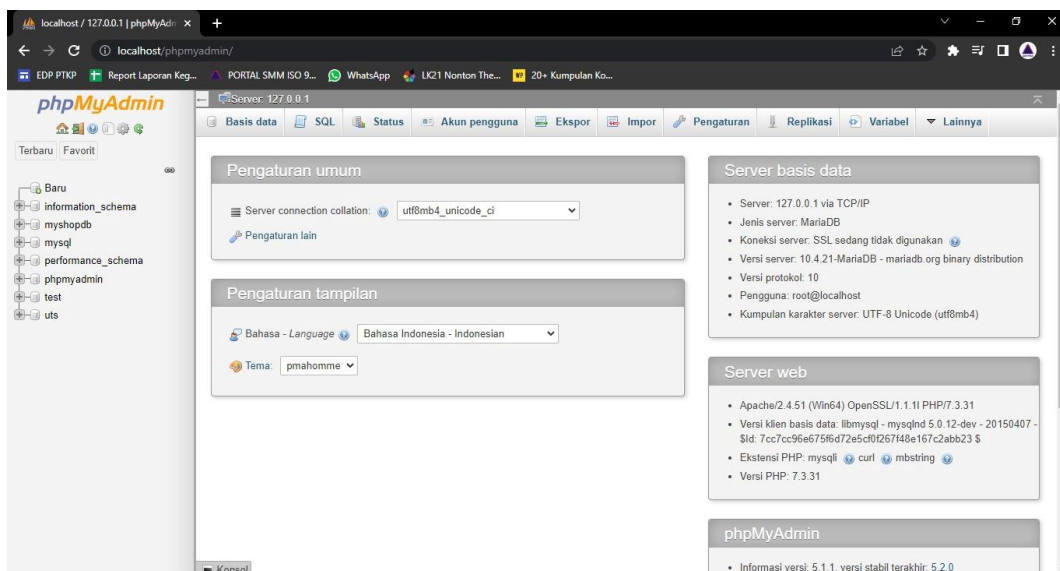 localhost / 127.0.0.1 | phpMyAdn
localhost/phpmyadmin/
EDP PTKP
Report Laporan Keg...
PORTAL SMM ISO 9...
WhatsApp
LK21 Nonton The...
20+ Kumpulan Ko...
phpMyAdmin
Terbaru Favorit
Baru
information_schema
myshopdb
mysql
performance_schema
phpmyadmin
test
uts
Server: 127.0.0.1
Basis data SQL Status Akun pengguna Ekspor Impor Pengaturan Replikasi Variabel Lainnya
Pengaturan umum
Server connection collation: utf8mb4_unicode_ci
Pengaturan lain
Pengaturan tampilan
Bahasa - Language Bahasa Indonesia - Indonesian
Tema: pmahomme
Server basis data
Server: 127.0.0.1 via TCP/IP
Jenis server: MariaDB
Koneksi server: SSL sedang tidak digunakan
Versi server: 10.4.21-MariaDB - mariadb.org binary distribution
Versi protokol: 10
Pengguna: root@localhost
Kumpulan karakter server: UTF-8 Unicode (utf8mb4)
Server web
Apache/2.4.51 (Win64) OpenSSL/1.1.1l PHP/7.3.31
Versi klien basis data: libmysql - mysqlnd 5.0.12-dev - 20150407 -
$Id: 7cc7cc96e675f6d72e5cf0f267f48e167c2abb23 $
Ekstensi PHP: mysqli curl mbstring
Versi PHP: 7.3.31
phpMyAdmin
Informasi versi: 5.1.1, versi stabil terakhir: 5.2.0
Konsol